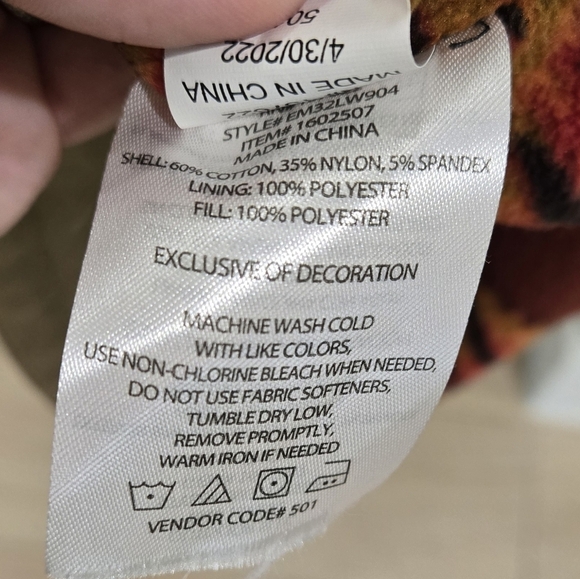 50
4/30/2022
MADE IN CHINA
STYLE# EM32LW904
ITEM# 1602507
MADE IN CHINA
SHELL: 60% COTTON, 35% NYLON, 5% SPANDEX
LINING: 100% POLYESTER
FILL: 100% POLYESTER
EXCLUSIVE OF DECORATION
MACHINE WASH COLD
WITH LIKE COLORS,
USE NON-CHLORINE BLEACH WHEN NEEDED,
DO NOT USE FABRIC SOFTENERS,
TUMBLE DRY LOW,
REMOVE PROMPTLY,
WARM IRON IF NEEDED
VENDOR CODE# 501